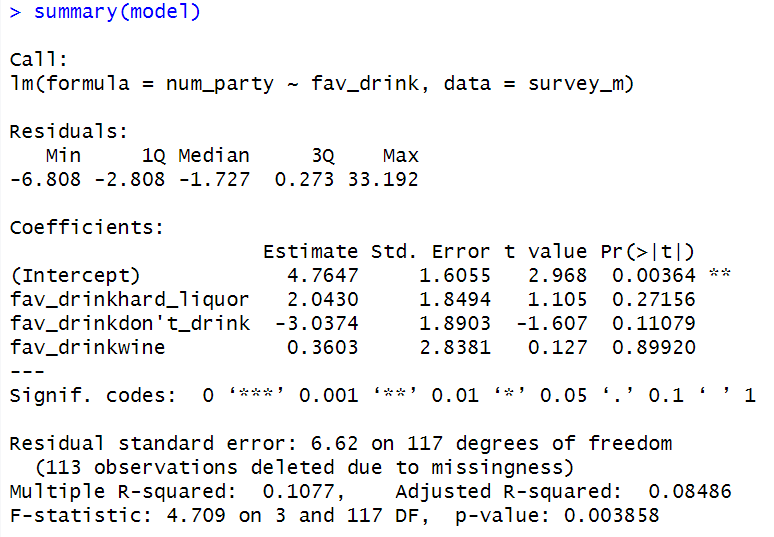 > summary(model)
Call:
lm(formula = num_party ~ fav_drink, data = survey_m)
Residuals:
Min 1Q Median 3Q Max
-6.808 -2.808 -1.727 0.273 33.192
Coefficients:
Estimate Std. Error t value Pr(>|t|)
(Intercept) 4.7647 1.6055 2.968 0.00364 **
fav_drinkhard_liquor 2.0430 1.8494 1.105 0.27156
fav_drinkdon't_drink -3.0374 1.8903 -1.607 0.11079
fav_drinkwine 0.3603 2.8381 0.127 0.89920
---
Signif. codes: 0 ‘***’ 0.001 ‘**’ 0.01 ‘*’ 0.05 ‘.’ 0.1 ‘ ’ 1
Residual standard error: 6.62 on 117 degrees of freedom
(113 observations deleted due to missingness)
Multiple R-squared: 0.1077, Adjusted R-squared: 0.08486
F-statistic: 4.709 on 3 and 117 DF, p-value: 0.003858